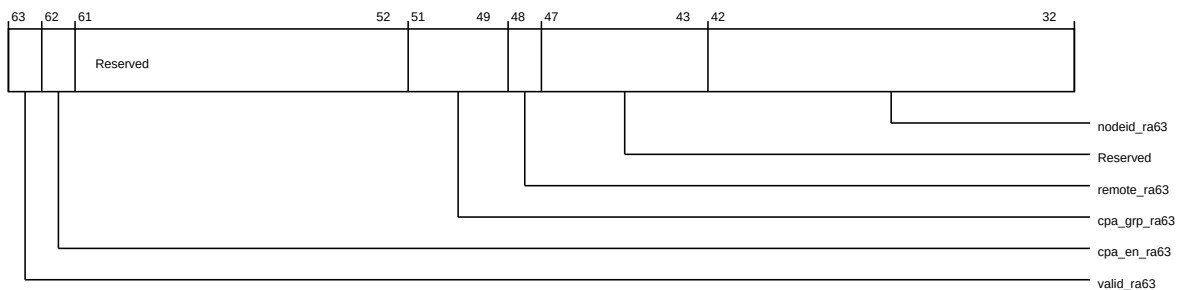 63 62 61 52 51 49 48 47 43 42 32
Reserved
nodeid_ra63
Reserved
remote_ra63
cpa_grp_ra63
cpa_en_ra63
valid_ra63